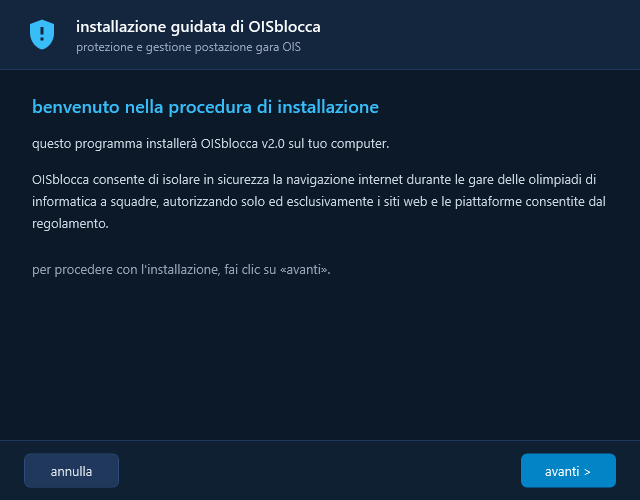 installazione guidata di OISblocca
protezione e gestione postazione gara OIS
benvenuto nella procedura di installazione
questo programma installerà OISblocca v2.0 sul tuo computer.
OISblocca consente di isolare in sicurezza la navigazione internet durante le gare delle olimpiadi di
informatica a squadre, autorizzando solo ed esclusivamente i siti web e le piattaforme consentite dal
regolamento.
per procedere con l'installazione, fai clic su «avanti».
annulla
avanti >